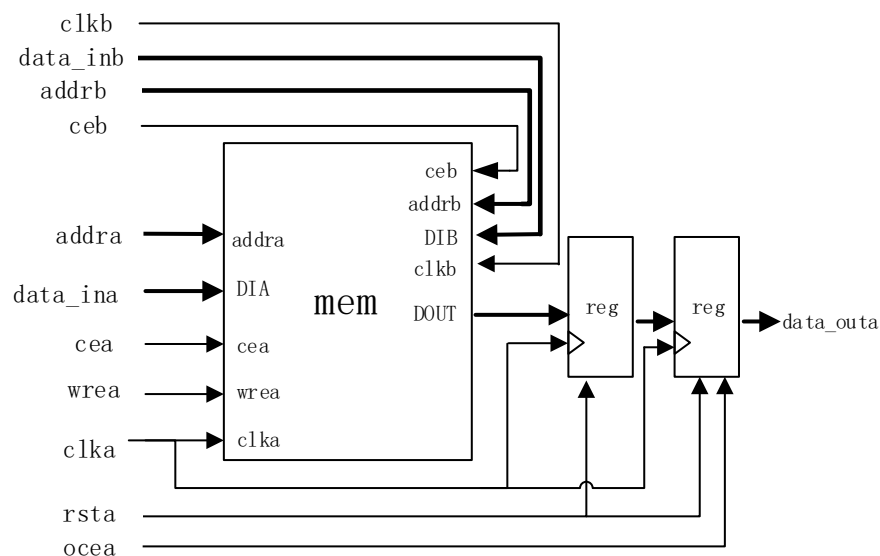 clkb
data_inb
addrb
ceb
ceb
addrb
DIB
clkb
addra
addra
data_ina
DIA
mem
DOUT
reg
reg
data_outa
cea
cea
wrea
wrea
clka
clka
rsta
ocea